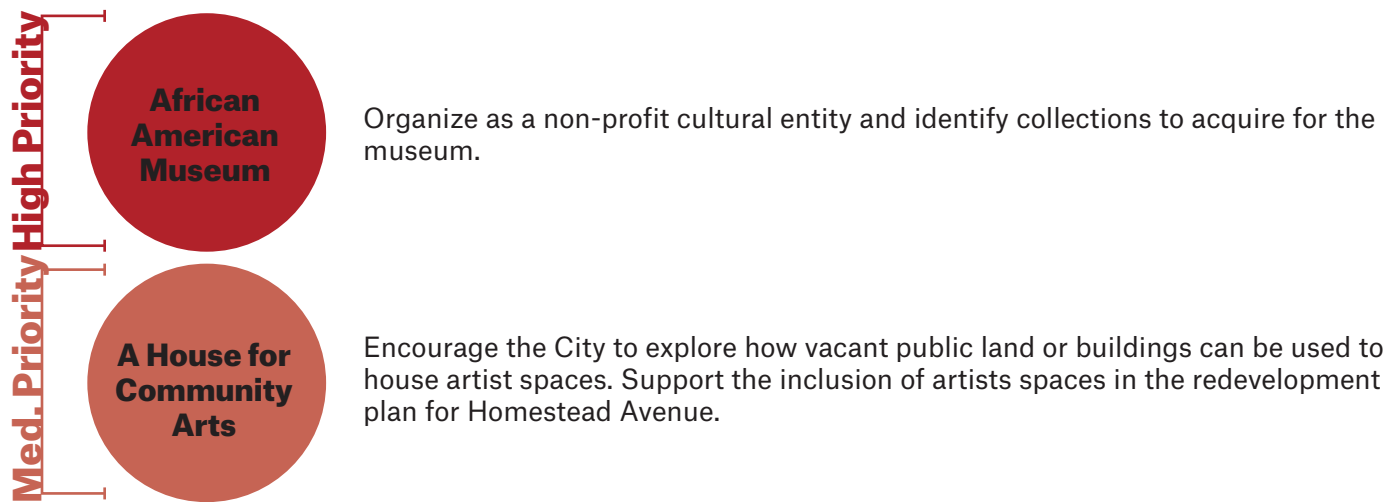 High Priority
African
American
Museum
Organize as a non-profit cultural entity and identify collections to acquire for the
museum.
Med. Priority
A House for
Community
Arts
Encourage the City to explore how vacant public land or buildings can be used to
house artist spaces. Support the inclusion of artists spaces in the redevelopment
plan for Homestead Avenue.